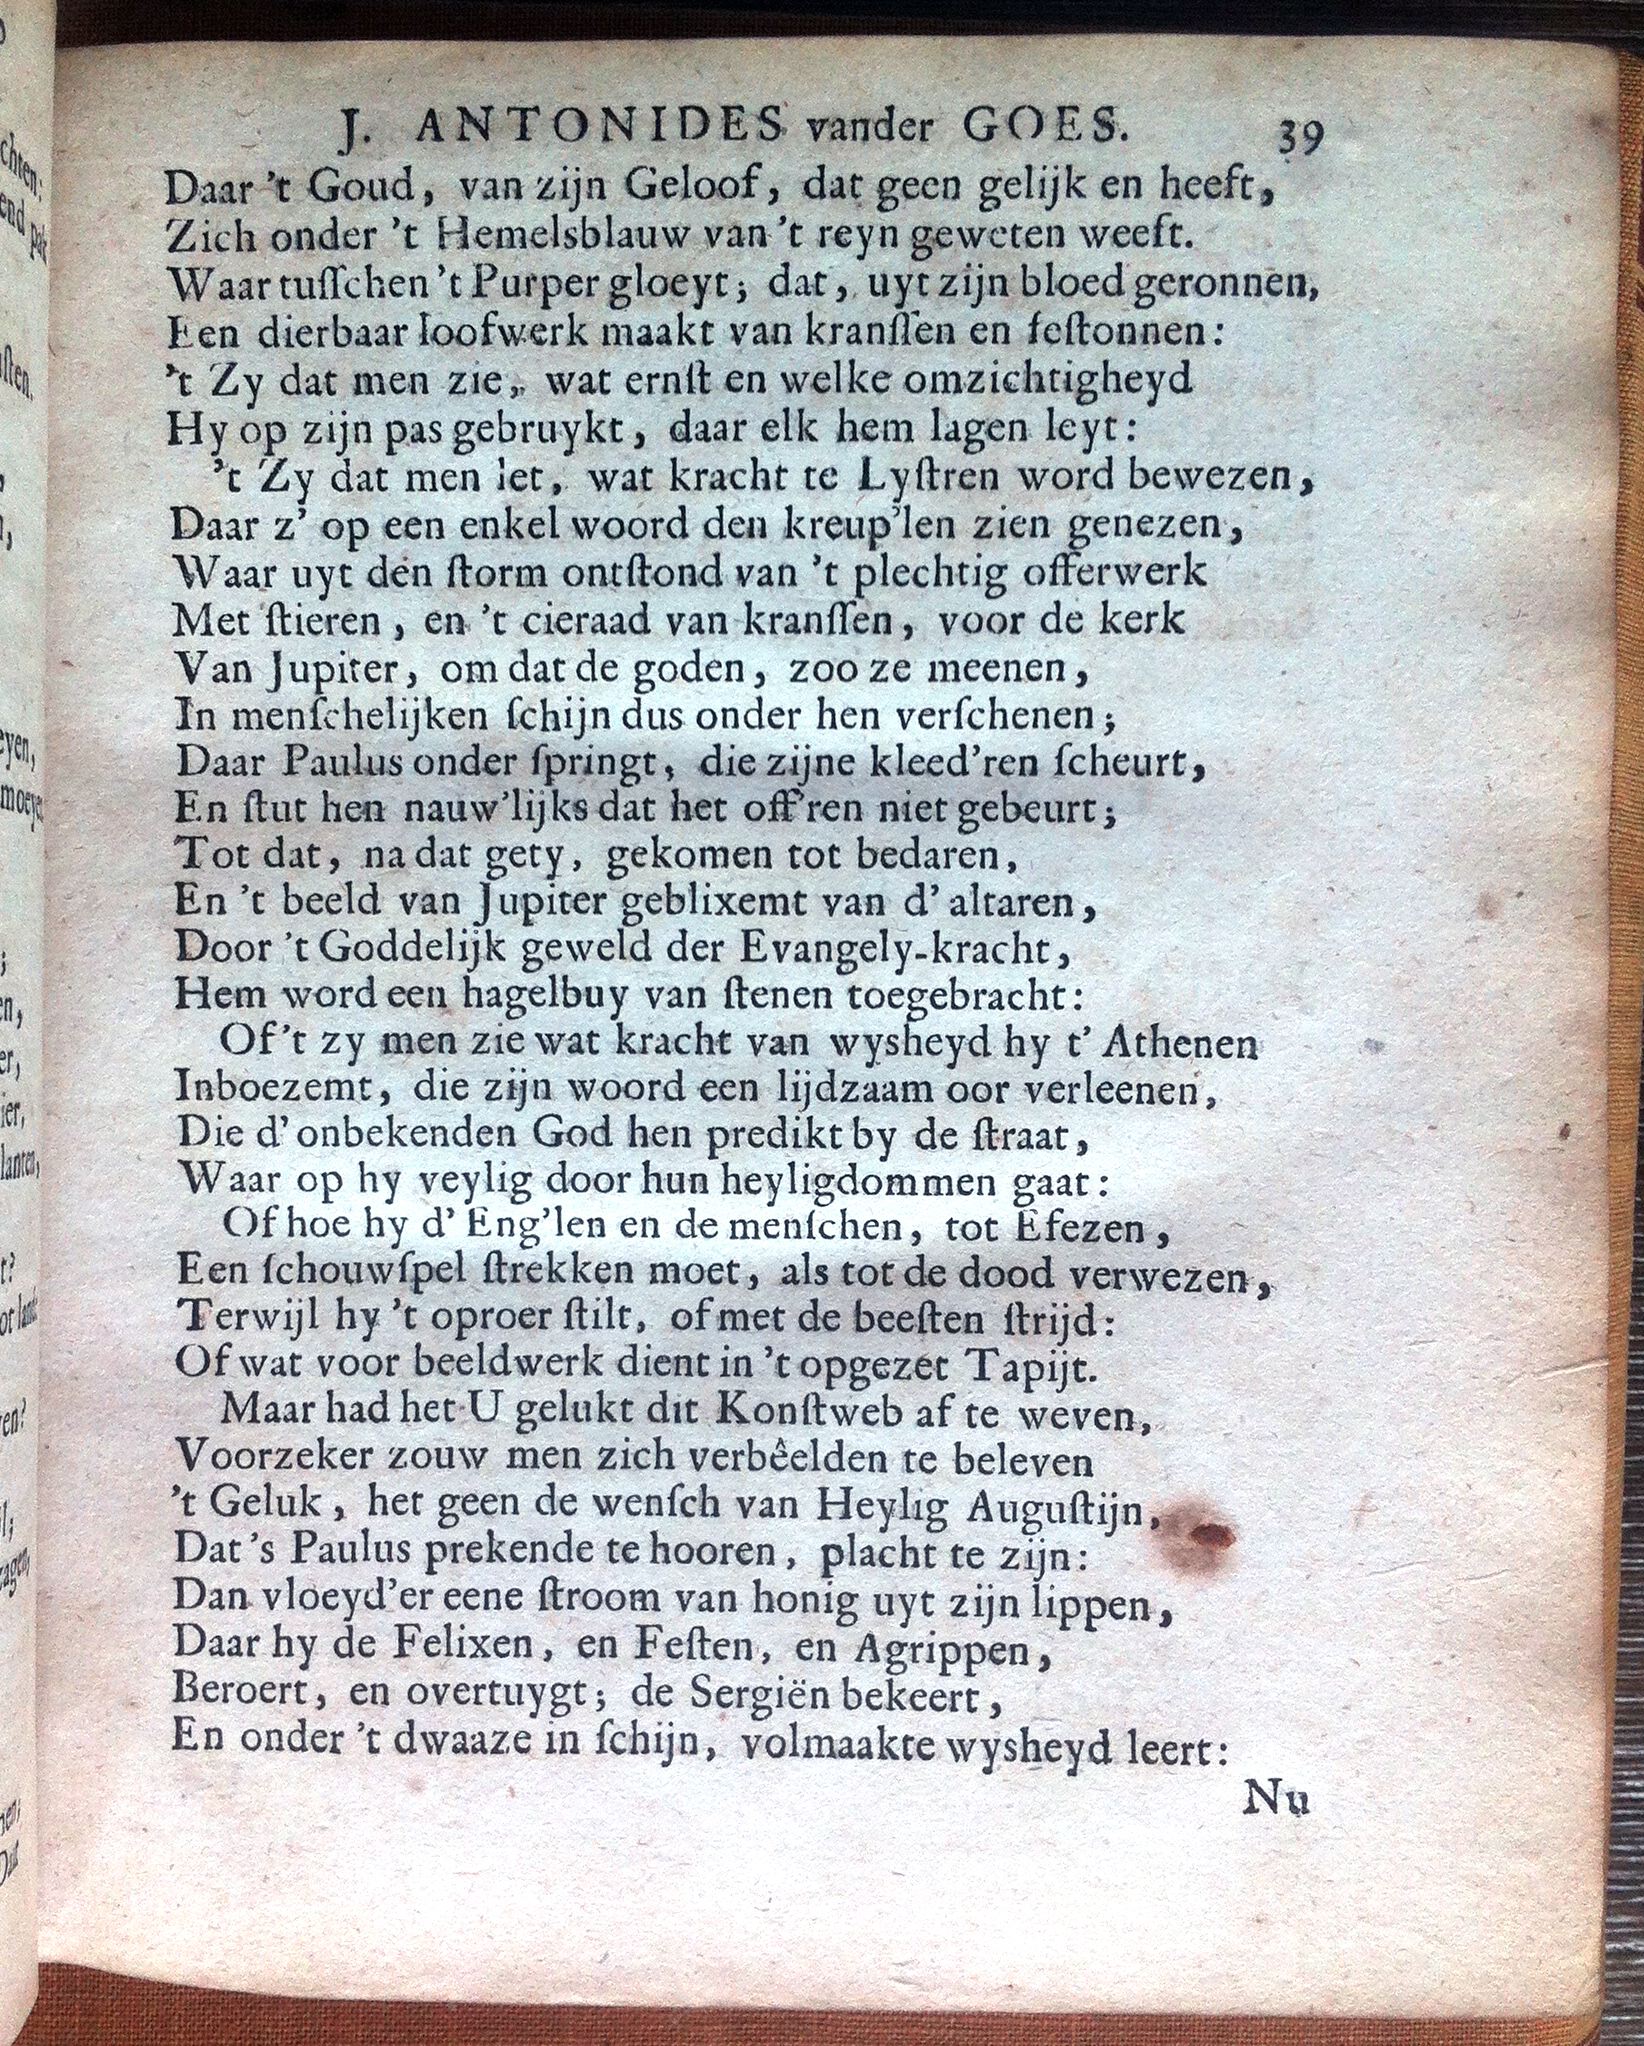 J. ANTONIDES vander GOES. 39
Daar 't Goud, van zijn Geloof, dat geen gelijk en heeft,
Zich onder 't Hemelsblauw van 't reyn geweten weeft.
Waar tuſſchen 't Purper gloeyt; dat, uyt zijn bloed geronnen,
Een dierbaar loofwerk maakt van kranſſen en feſtonnen:
't Zy dat men zie, wat ernſt en welke omzichtigheyd
Hy op zijn pas gebruykt, daar elk hem lagen leyt:
't Zy dat men let, wat kracht te Lyſtren word bewezen,
Daar z' op een enkel woord den kreup'len zien genezen,
Waar uyt den ſtorm ontſtond van 't plechtig offerwerk
Met ſtieren, en 't cieraad van kranſſen, voor de kerk
Van Jupiter, om dat de goden, zoo ze meenen,
In menſchelijken ſchijn dus onder hen verſchenen;
Daar Paulus onder ſpringt, die zijne kleed'ren ſcheurt,
En ſtut hen nauw'lijks dat het off'ren niet gebeurt;
Tot dat, na dat gety, gekomen tot bedaren,
En 't beeld van Jupiter geblixemt van d' altaren,
Door 't Goddelijk geweld der Evangely-kracht,
Hem word een hagelbuy van ſtenen toegebracht:
Of 't zy men zie wat kracht van wysheyd hy t' Athenen
Inboezemt, die zijn woord een lijdzaam oor verleenen,
Die d' onbekenden God hen predikt by de ſtraat,
Waar op hy veylig door hun heyligdommen gaat:
Of hoe hy d' Eng'len en de menſchen, tot Efezen,
Een ſchouwſpel ſtrekken moet, als tot de dood verwezen,
Terwijl hy 't oproer ſtilt, of met de beeſten ſtrijd:
Of wat voor beeldwerk dient in 't opgezet Tapijt.
Maar had het U gelukt dit Konſtweb af te weven,
Voorzeker zouw men zich verbêelden te beleven
't Geluk, het geen de wenſch van Heylig Auguſtijn,
Dat 's Paulus prekende te hooren, placht te zijn:
Dan vloeyd'er eene ſtroom van honig uyt zijn lippen,
Daar hy de Felixen, en Feſten, en Agrippen,
Beroert, en overtuygt; de Sergiën bekeert,
En onder 't dwaaze in ſchijn, volmaakte wysheyd leert:
Nu